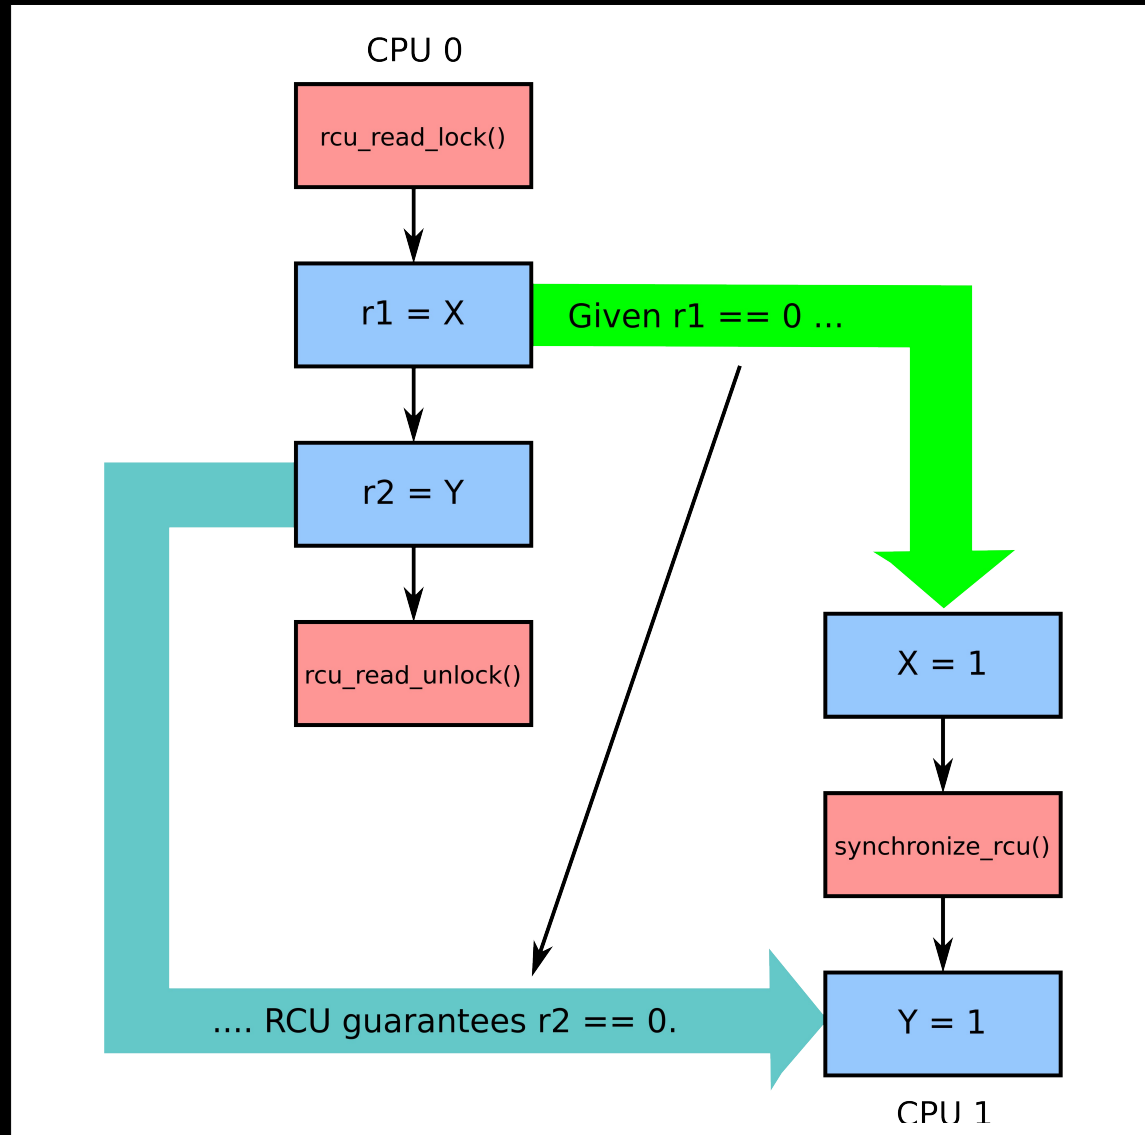 CPU 0
rcu_read_lock()
r1 = X
Given r1 == 0 ...
r2 = Y
rcu_read_unlock()
X = 1
synchronize_rcu()
.... RCU guarantees r2 == 0.
Y = 1
CPU 1